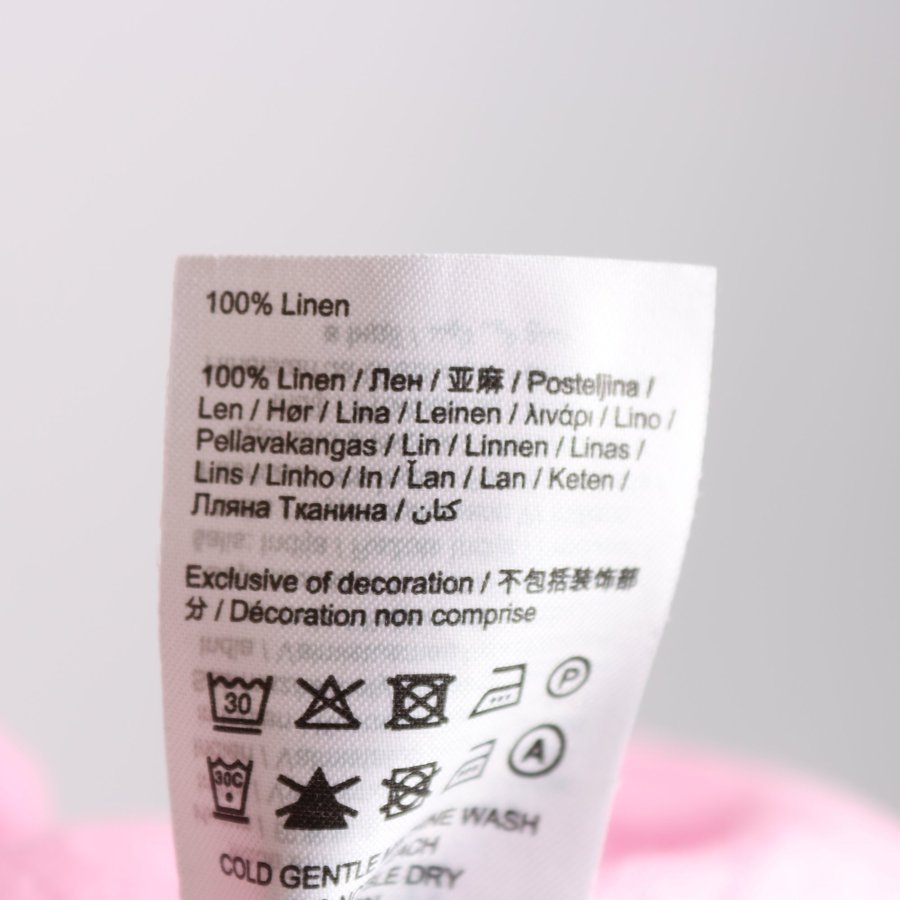 100% Linen
100% Linen / Лен / 亚麻 / Posteljina /
Len / Hør / Lina / Leinen / λινάρι / Lino /
Pellavakangas / Lin / Linnen / Linas /
Lins / Linho / In / Ľan / Lan / Keten /
Лляна Тканина / كتان
Exclusive of decoration / 不包括装饰部
分 / Décoration non comprise
30
P
30C
A
WASH
COLD GENTLE
DRY